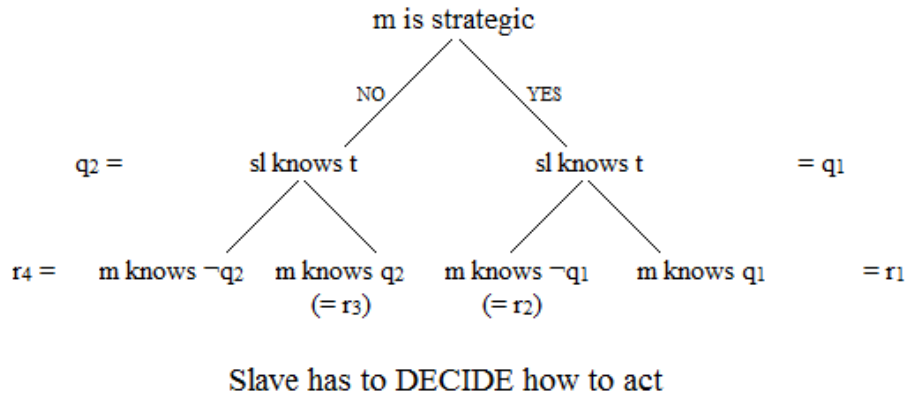 m is strategic
NO YES
q2 = sl knows t sl knows t = q1
r4 = m knows ¬q2 m knows q2 m knows ¬q1 m knows q1 = r1
(= r3) (= r2)
Slave has to DECIDE how to act